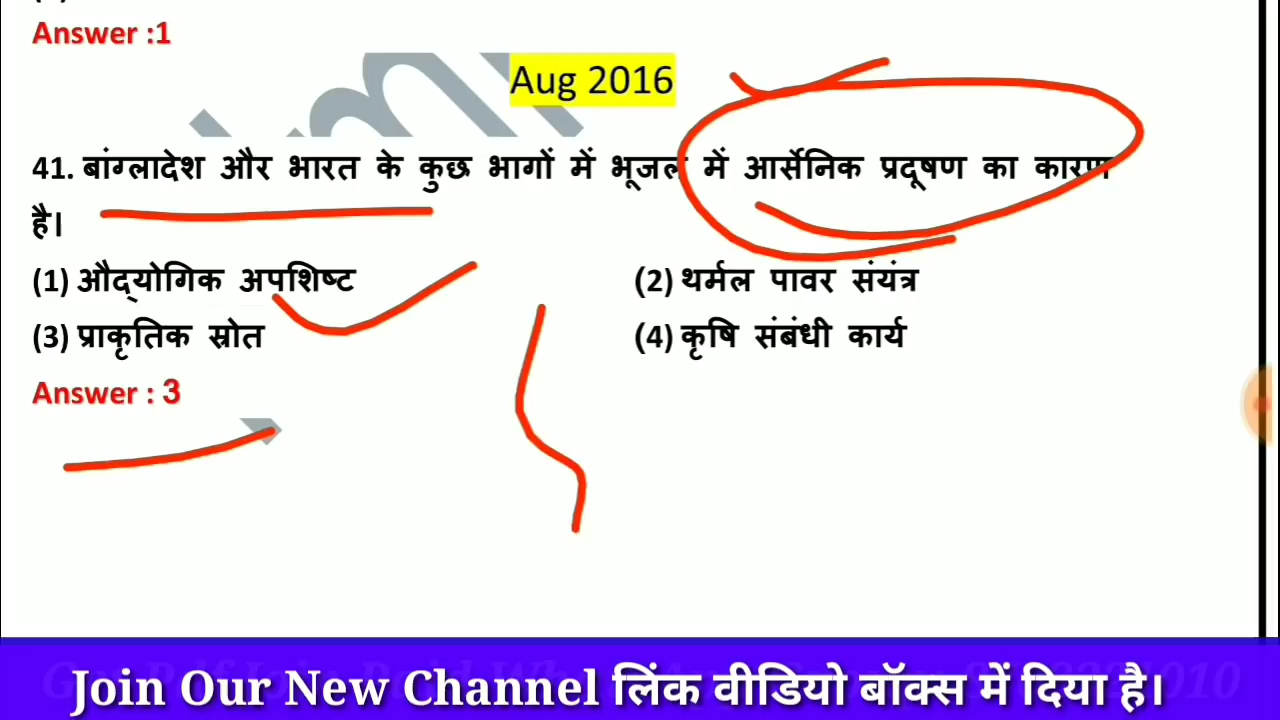 Answer :1
Aug 2016
41. बांग्लादेश और भारत के कुछ भागों में भूजल में आर्सेनिक प्रदूषण का कारण
है।
(1) औद्योगिक अपशिष्ट (2) थर्मल पावर संयंत्र
(3) प्राकृतिक स्रोत (4) कृषि संबंधी कार्य
Answer : 3
Join Our New Channel लिंक वीडियो बॉक्स में दिया है।